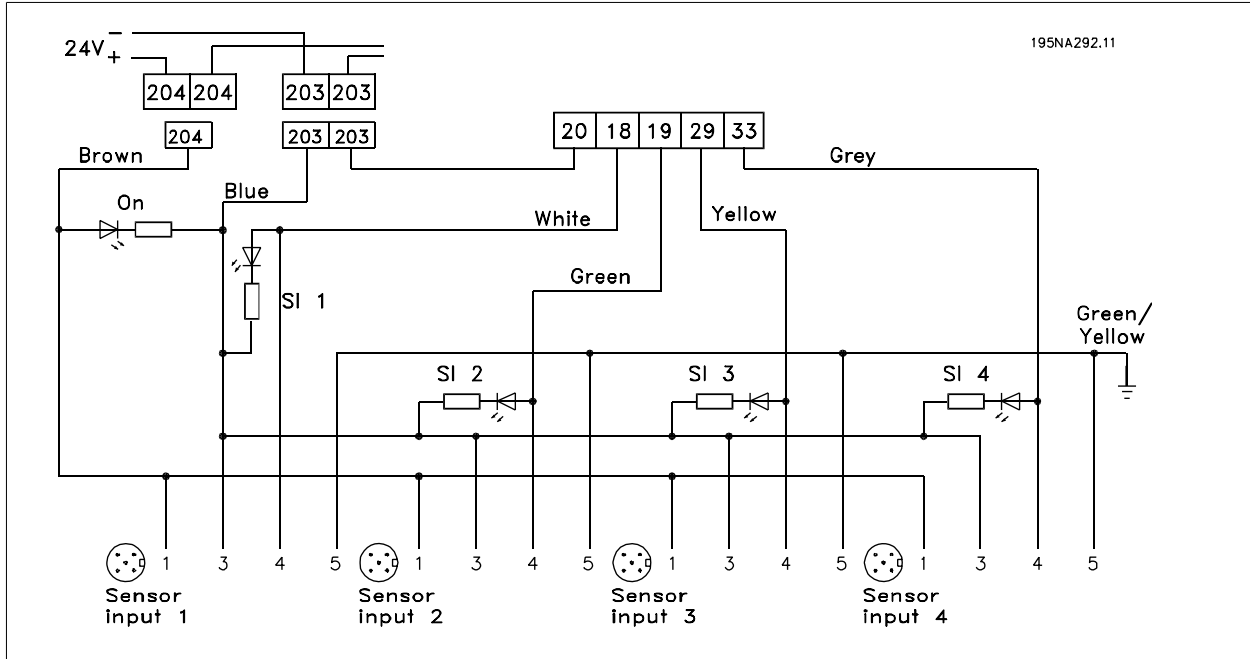 195NA292.11
24V - +
204 204 203 203
204 203 203
20 18 19 29 33
Brown
Grey
Blue
On
White
Yellow
Green
SI 1
Green/
Yellow
SI 2
SI 3
SI 4
1 3 4 5 1 3 4 5 1 3 4 5 1 3 4 5
Sensor
input 1
Sensor
input 2
Sensor
input 3
Sensor
input 4